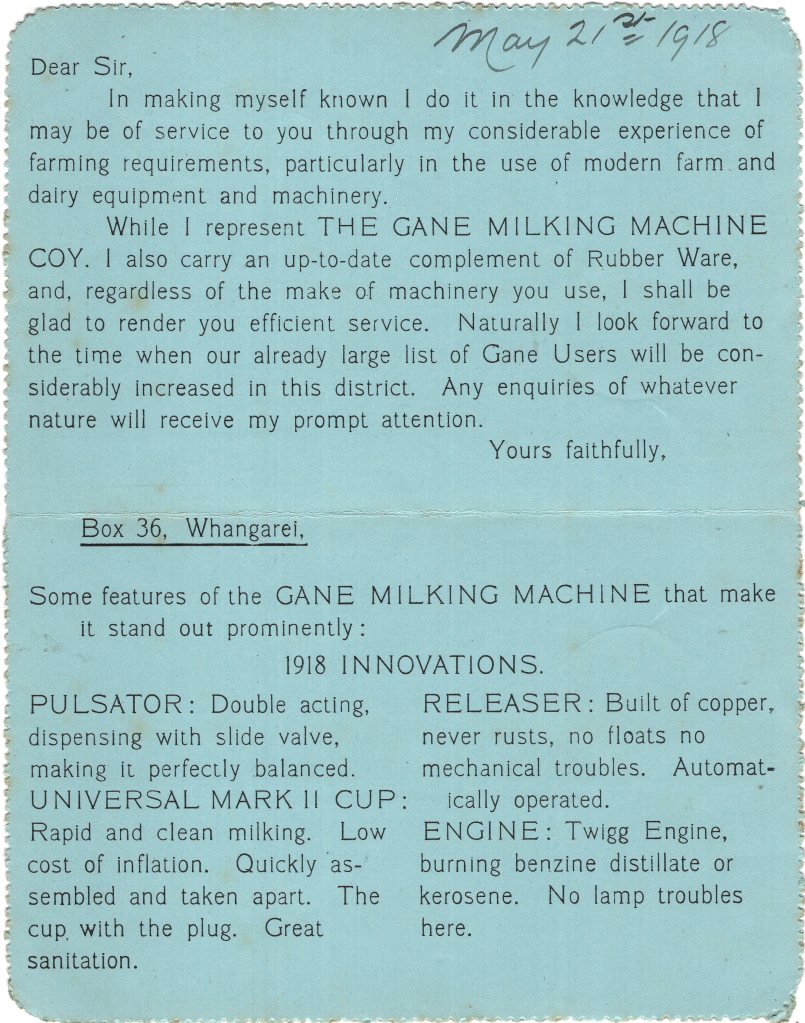 May 21st 1918
Dear Sir,
In making myself known I do it in the knowledge that I
may be of service to you through my considerable experience of
farming requirements, particularly in the use of modern farm and
dairy equipment and machinery.
While I represent THE GANE MILKING MACHINE
COY. I also carry an up-to-date complement of Rubber Ware,
and, regardless of the make of machinery you use, I shall be
glad to render you efficient service. Naturally I look forward to
the time when our already large list of Gane Users will be con-
siderably increased in this district. Any enquiries of whatever
nature will receive my prompt attention.
Yours faithfully,
Box 36, Whangarei,
Some features of the GANE MILKING MACHINE that make
it stand out prominently:
1918 INNOVATIONS.
PULSATOR: Double acting,
dispensing with slide valve,
making it perfectly balanced.
UNIVERSAL MARK II CUP:
Rapid and clean milking. Low
cost of inflation. Quickly as-
sembled and taken apart. The
cup with the plug. Great
sanitation.
RELEASER: Built of copper,
never rusts, no floats no
mechanical troubles. Automat-
ically operated.
ENGINE: Twigg Engine,
burning benzine distillate or
kerosene. No lamp troubles
here.